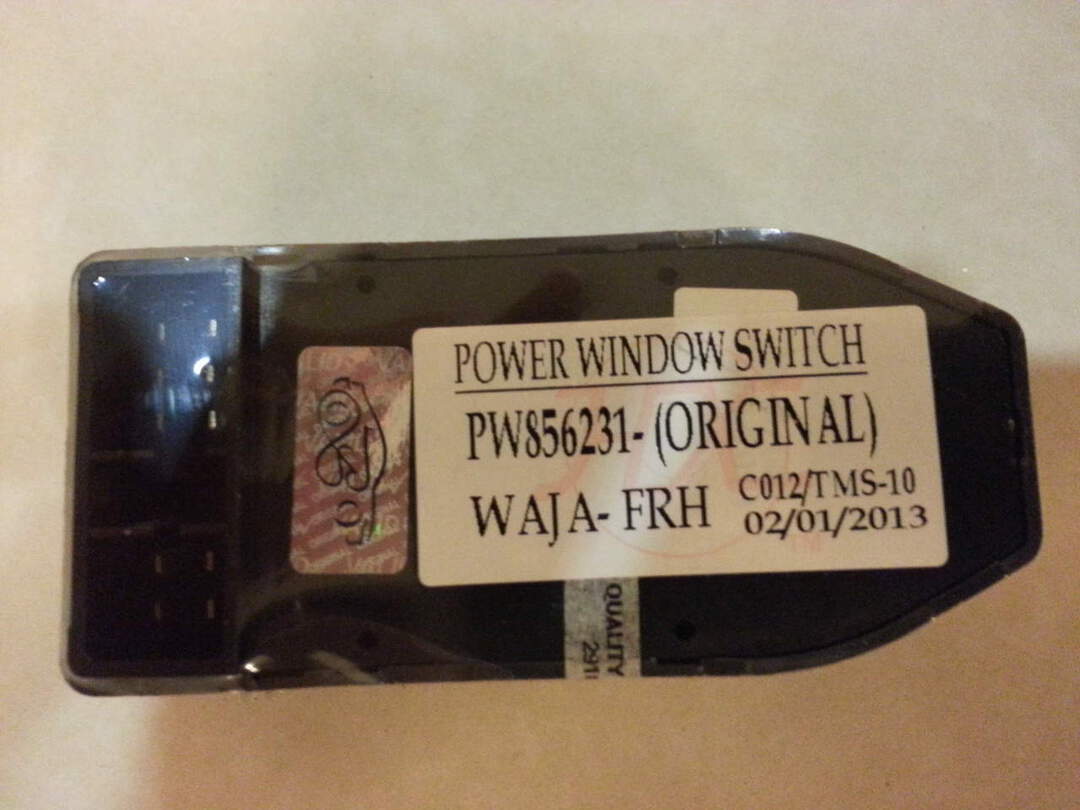 POWER WINDOW SWITCH
PW856231- (ORIGINAL)
WAJA- FRH
C012/TMS-10
02/01/2013
QUALITY